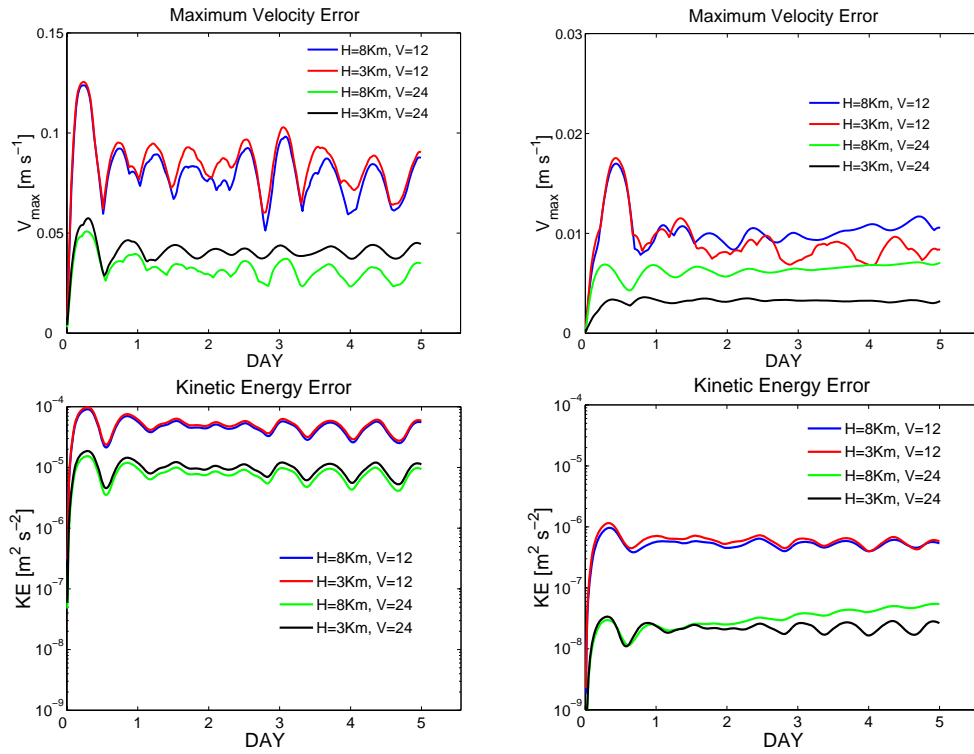 Maximum Velocity Error
0.15
0.1
0.05
0
V_max [m s^−1]
H=8Km, V=12
H=3Km, V=12
H=8Km, V=24
H=3Km, V=24
0 1 2 3 4 5
DAY
Maximum Velocity Error
0.03
0.02
0.01
0
V_max [m s^−1]
H=8Km, V=12
H=3Km, V=12
H=8Km, V=24
H=3Km, V=24
0 1 2 3 4 5
DAY
Kinetic Energy Error
10^−4
10^−5
10^−6
10^−7
10^−8
10^−9
KE [m^2 s^−2]
H=8Km, V=12
H=3Km, V=12
H=8Km, V=24
H=3Km, V=24
0 1 2 3 4 5
DAY
Kinetic Energy Error
10^−4
10^−5
10^−6
10^−7
10^−8
10^−9
KE [m^2 s^−2]
H=8Km, V=12
H=3Km, V=12
H=8Km, V=24
H=3Km, V=24
0 1 2 3 4 5
DAY